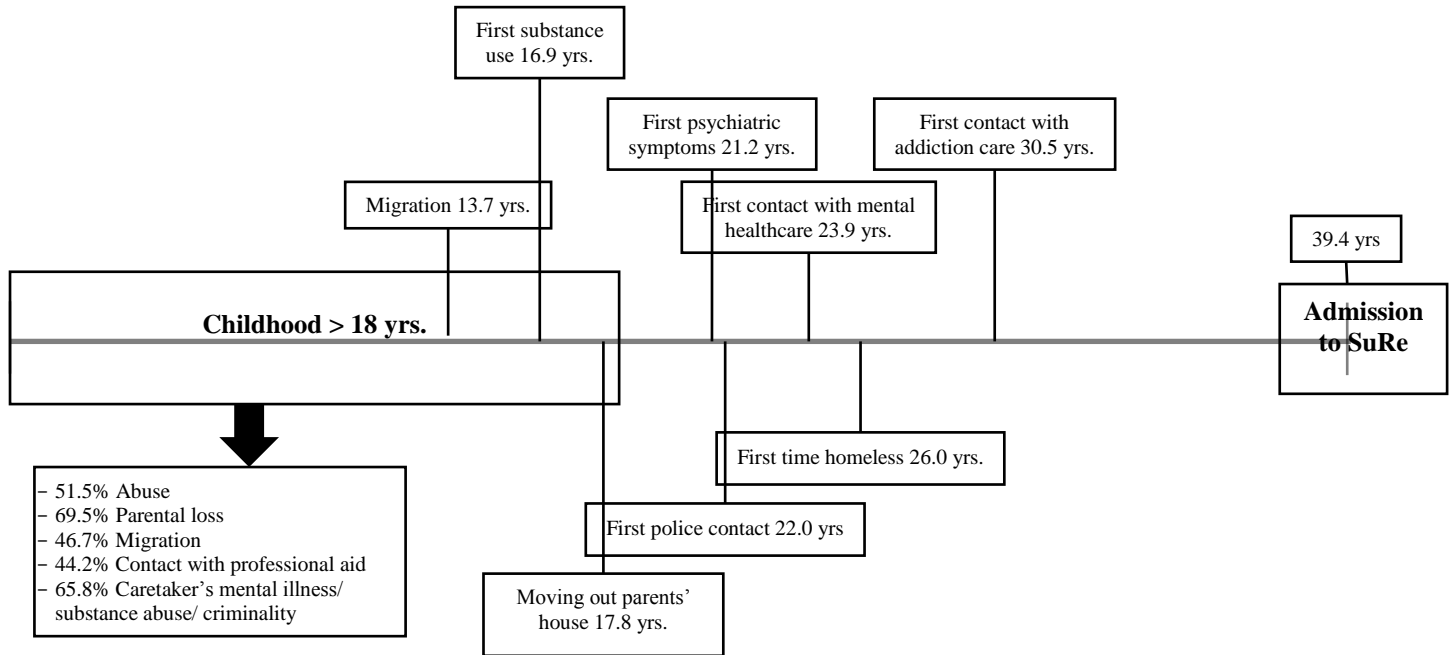 First substance
use 16.9 yrs.
First psychiatric
symptoms 21.2 yrs.
First contact with
addiction care 30.5 yrs.
Migration 13.7 yrs.
First contact with mental
healthcare 23.9 yrs.
39.4 yrs
Childhood > 18 yrs.
Admission
to SuRe
First time homeless 26.0 yrs.
– 51.5% Abuse
– 69.5% Parental loss
– 46.7% Migration
– 44.2% Contact with professional aid
– 65.8% Caretaker’s mental illness/
substance abuse/ criminality
First police contact 22.0 yrs
Moving out parents’
house 17.8 yrs.